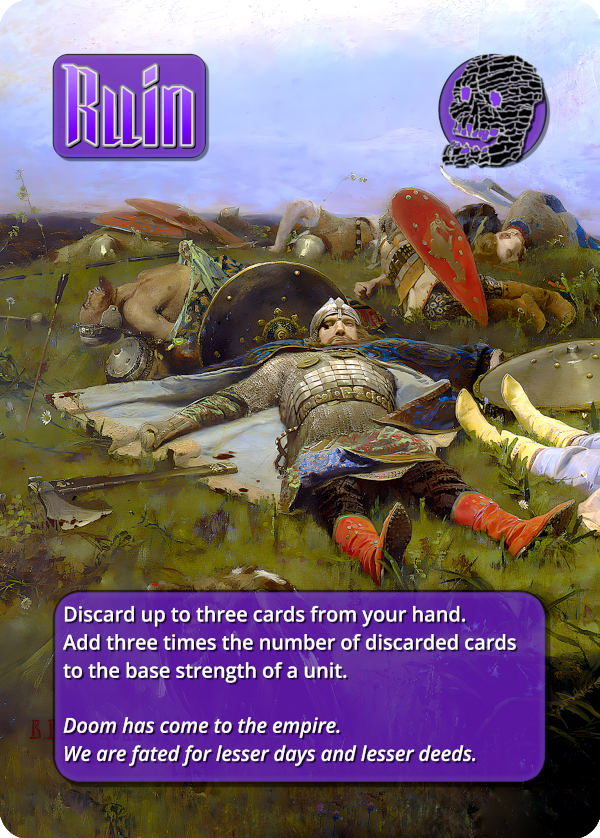 Ruin
Discard up to three cards from your hand.
Add three times the number of discarded cards
to the base strength of a unit.
Doom has come to the empire.
We are fated for lesser days and lesser deeds.